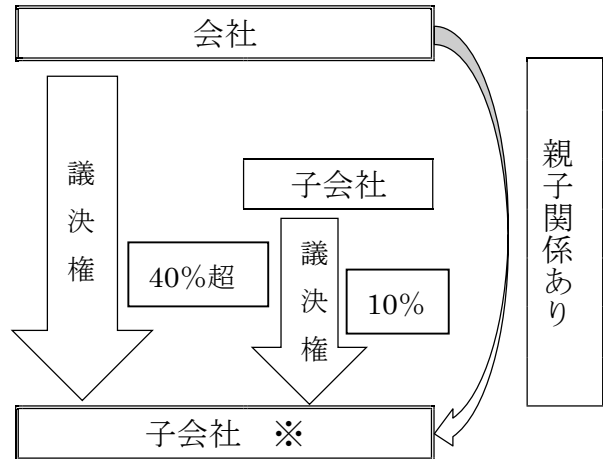 会社
議決権
40%超
子会社
議決権
10%
親子関係あり
子会社 ※